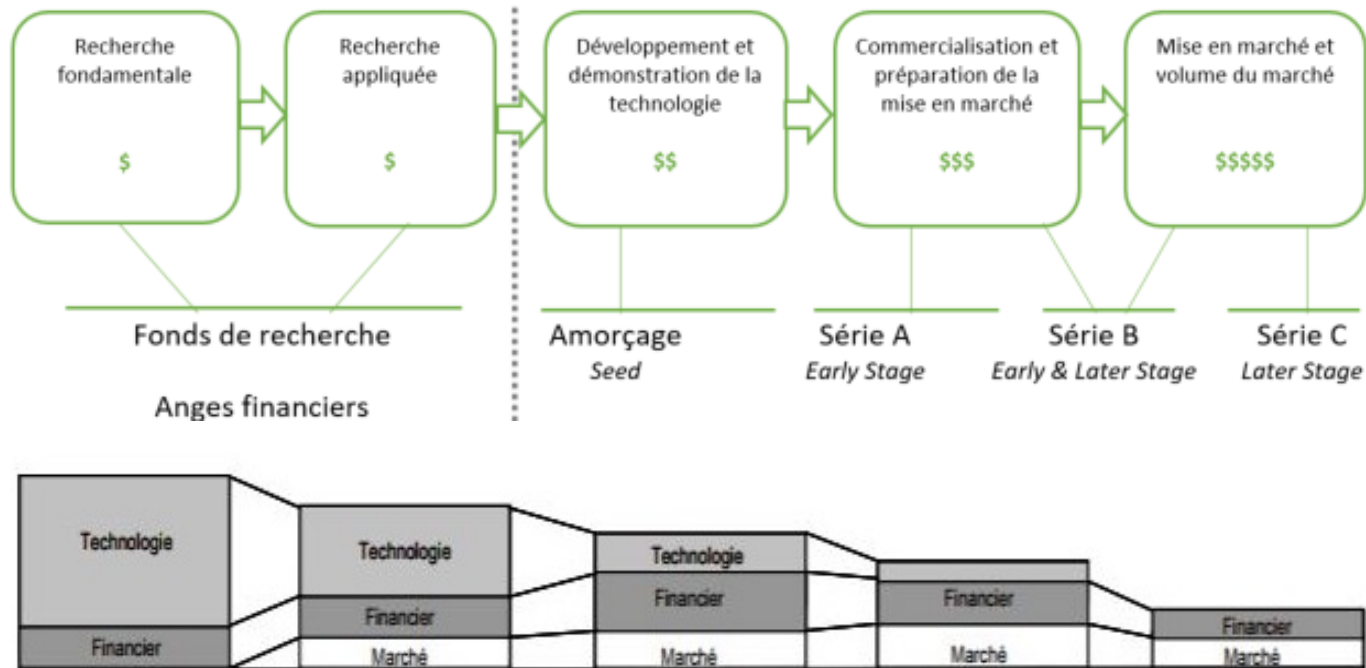 Recherche
fondamentale
$
Recherche
appliquée
$
Développement et
démonstration de la
technologie
$$
Commercialisation et
préparation de la
mise en marché
$$$
Mise en marché et
volume du marché
$$$$$
Fonds de recherche
Anges financiers
Amorçage
Seed
Série A
Early Stage
Série B
Early & Later Stage
Série C
Later Stage
Technologie
Financier
Technologie
Financier
Marché
Technologie
Financier
Marché
Financier
Marché
Financier
Marché